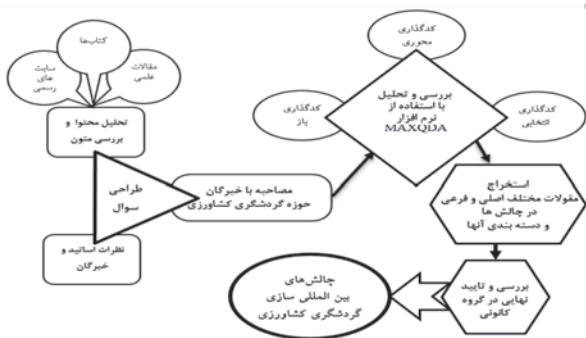 کتاب‌ها
سایت
های
رسمی
مقالات
علمی
تحلیل محتوا و
بررسی متون
طراحی
سوال
نظرات اساتید و
خبرگان
مصاحبه با خبرگان
حوزه گردشگری کشاورزی
کدگذاری
باز
کدگذاری
محوری
کدگذاری
انتخابی
بررسی و تحلیل
با استفاده از
نرم افزار
MAXQDA
استخراج
مقولات مختلف اصلی و فرعی
در چالش ها
و دسته بندی آنها
بررسی و تایید
نهایی در گروه
کانونی
چالش‌های
بین المللی سازی
گردشگری کشاورزی